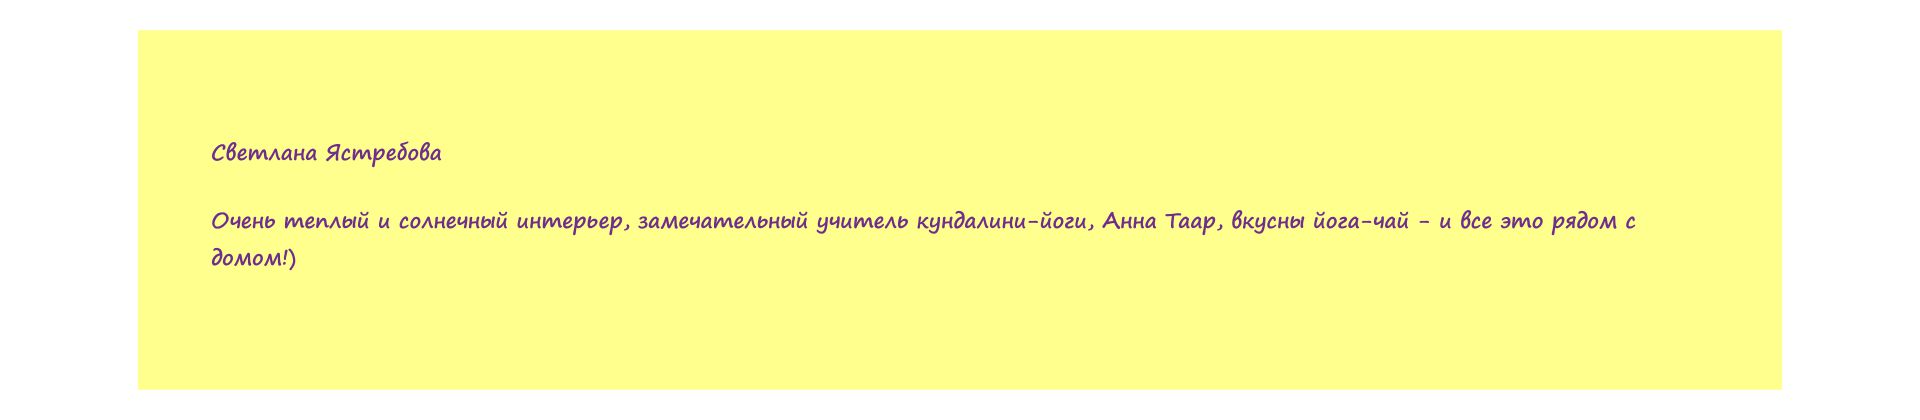 Светлана Ястребова
Очень теплый и солнечный интерьер, замечательный учитель кундалини-йоги, Анна Таар, вкусны йога-чай - и все это рядом с
домом!)